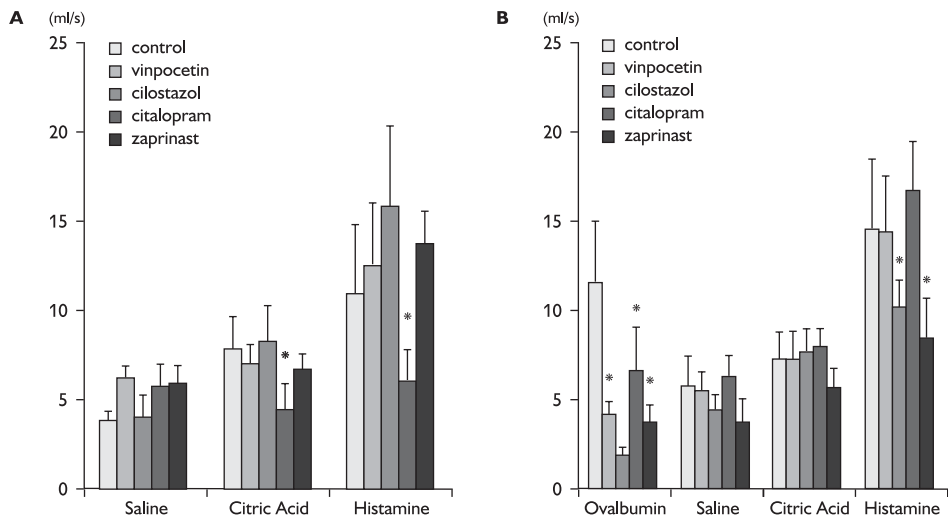 A (ml/s)
25
20
15
10
5
0
control
vinpocetin
cilostazol
citalopram
zaprinast
*
*
Saline Citric Acid Histamine
B (ml/s)
25
20
15
10
5
0
control
vinpocetin
cilostazol
citalopram
zaprinast
*
*
*
*
*
Ovalbumin Saline Citric Acid Histamine